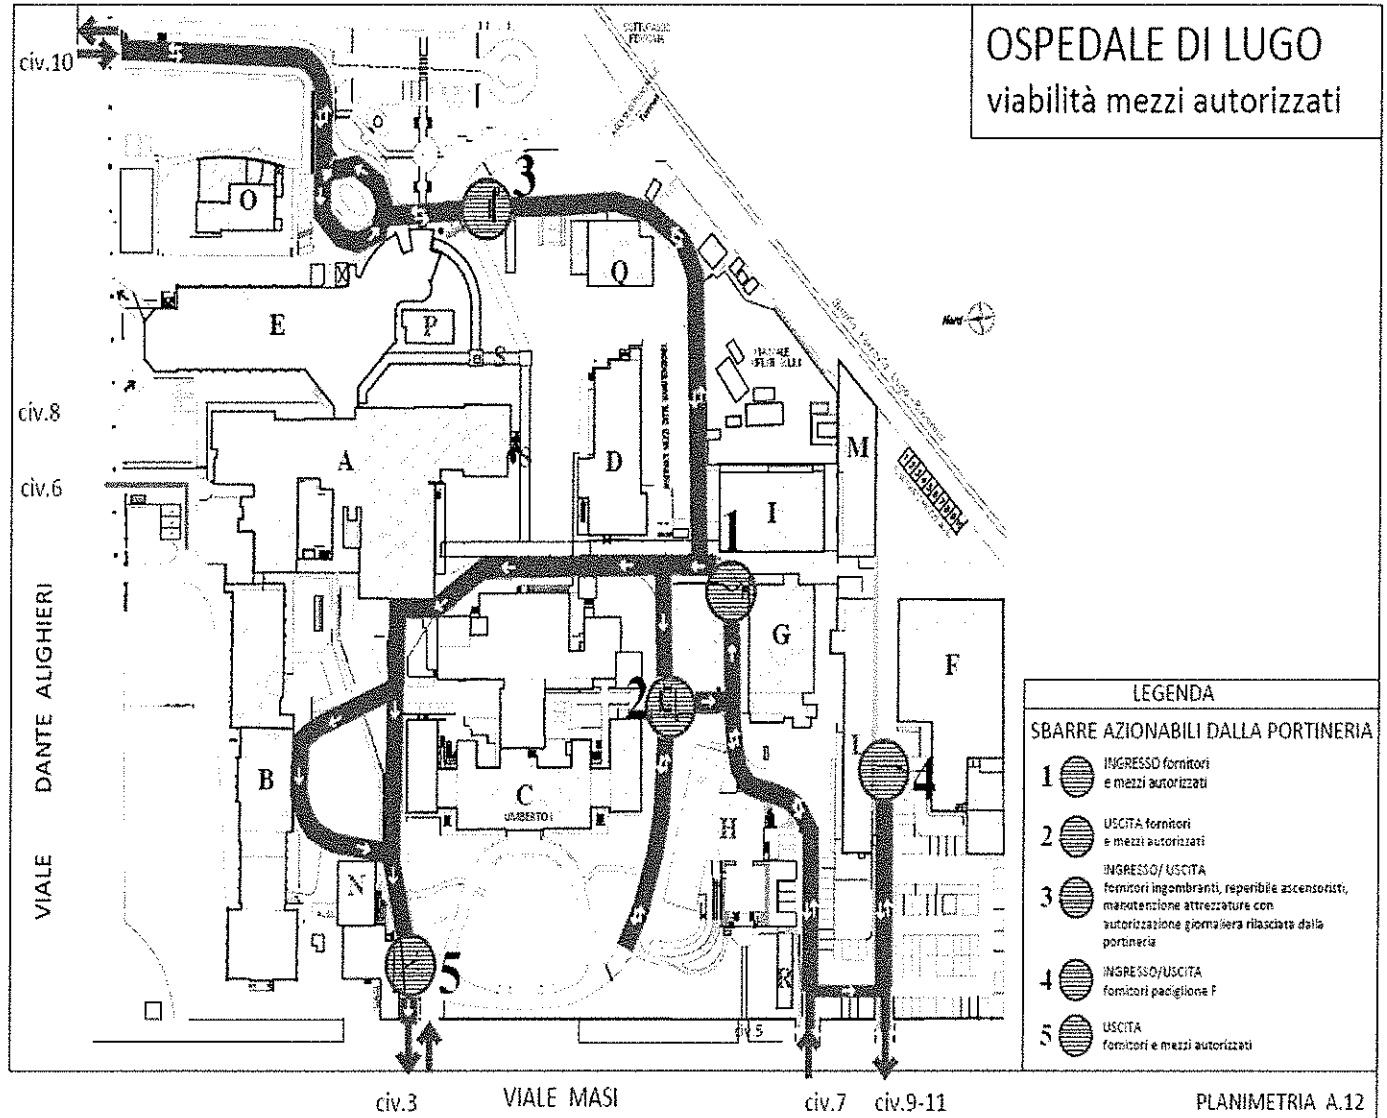 OSPEDALE DI LUGO
viabilità mezzi autorizzati
civ.10
3
O
Q
E
P
S
Nord
civ.8
A
D
M
civ.6
I
1
G
F
2
VIALE DANTE ALIGHIERI
B
C
UMBERTO I
L
4
H
N
5
K
civ.5
civ.3
VIALE MASI
civ.7
civ.9-11
LEGENDA
SBARRE AZIONABILI DALLA PORTINERIA
1 INGRESSO fornitori
e mezzi autorizzati
2 USCITA fornitori
e mezzi autorizzati
3 INGRESSO/ USCITA
fornitori ingombranti, reperibile ascensoristi,
manutenzione attrezzature con
autorizzazione giornaliera rilasciata dalla
portineria
4 INGRESSO/USCITA
fornitori padiglione F
5 USCITA
fornitori e mezzi autorizzati
PLANIMETRIA A.12